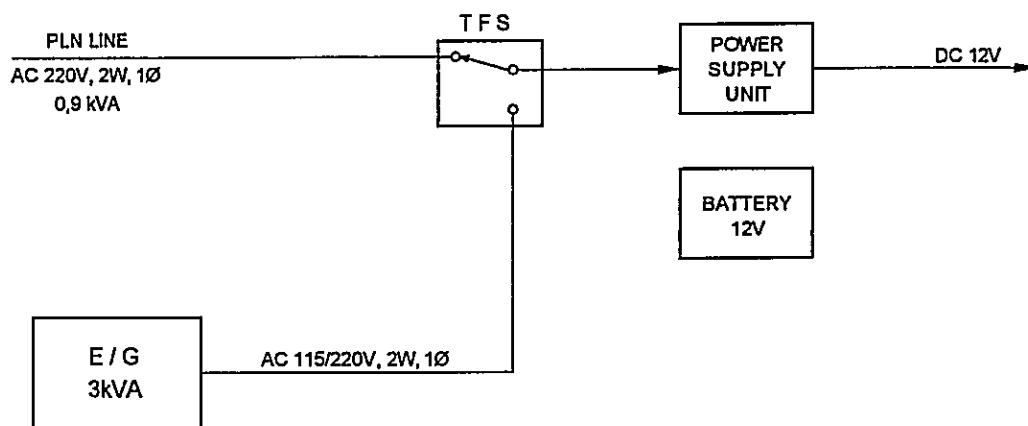 T F S
PLN LINE
AC 220V, 2W, 1Ø
0,9 kVA
POWER
SUPPLY
UNIT
DC 12V
BATTERY
12V
E / G
3kVA
AC 115/220V, 2W, 1Ø